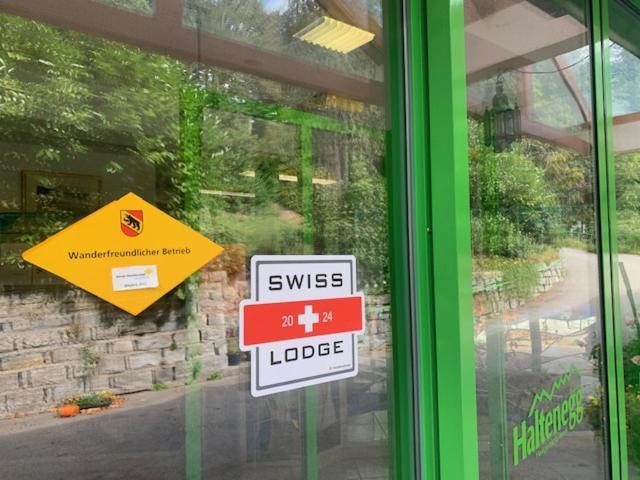 Wanderfreundlicher Betrieb
SWISS
20 24
LODGE
Haltenegg